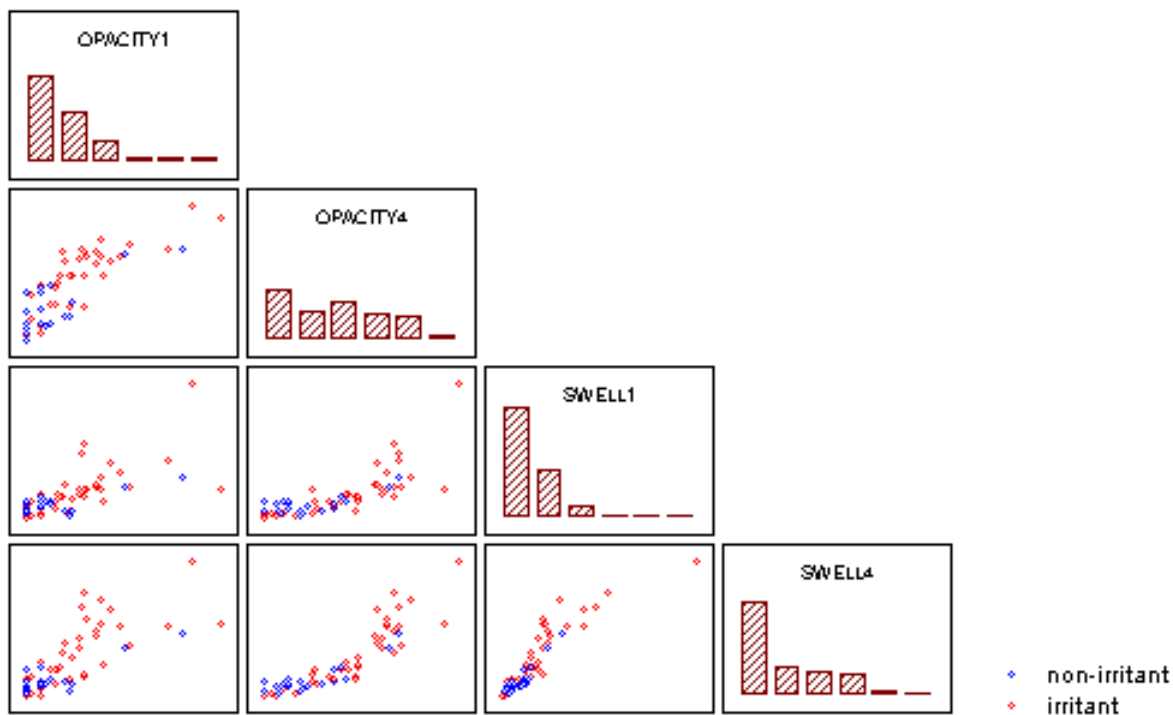 OPACITY1
OPACITY4
SWELL1
SWELL4
non-irritant
irritant